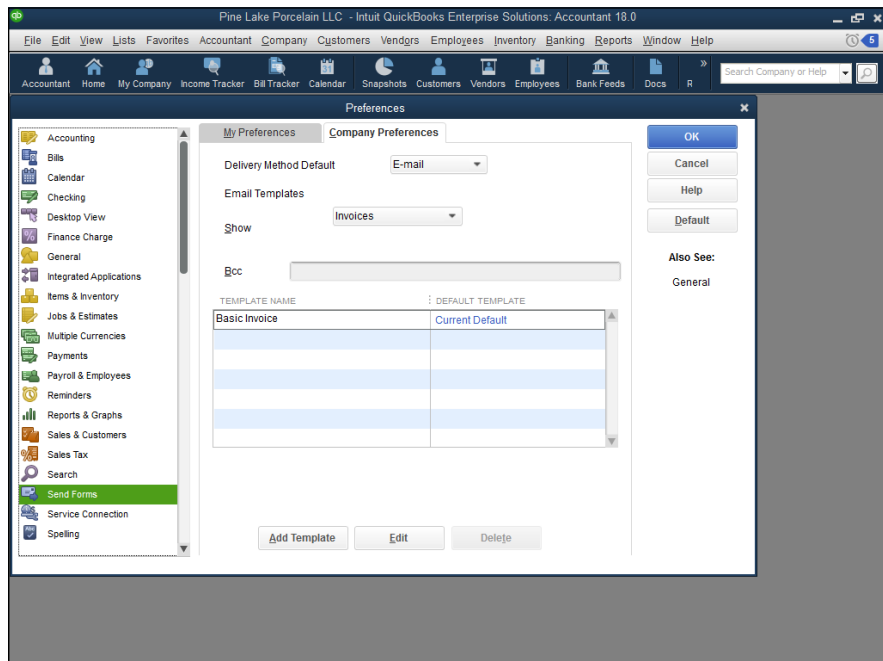 qb Pine Lake Porcelain LLC - Intuit QuickBooks Enterprise Solutions: Accountant 18.0
File Edit View Lists Favorites Accountant Company Customers Vendors Employees Inventory Banking Reports Window Help 5
Accountant Home My Company Income Tracker Bill Tracker Calendar Snapshots Customers Vendors Employees Bank Feeds Docs R » Search Company or Help
Preferences
Accounting
Bills
Calendar
Checking
Desktop View
Finance Charge
General
Integrated Applications
Items & Inventory
Jobs & Estimates
Multiple Currencies
Payments
Payroll & Employees
Reminders
Reports & Graphs
Sales & Customers
Sales Tax
Search
Send Forms
Service Connection
Spelling
My Preferences Company Preferences
Delivery Method Default E-mail
Email Templates
Show Invoices
Bcc
TEMPLATE NAME DEFAULT TEMPLATE
Basic Invoice Current Default
Add Template Edit Delete
OK
Cancel
Help
Default
Also See:
General